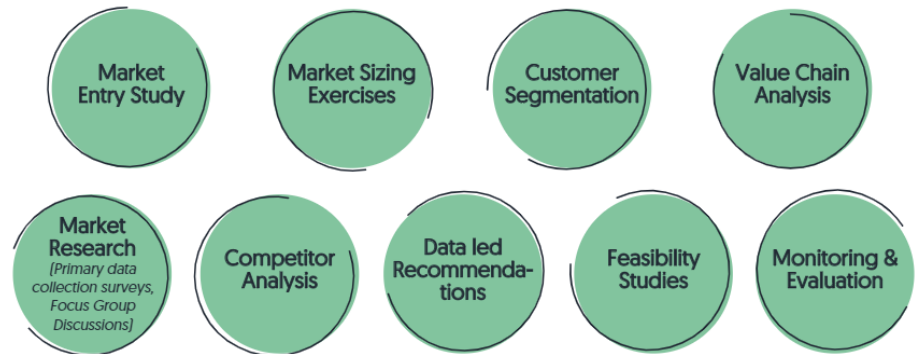 Market
Entry Study
Market Sizing
Exercises
Customer
Segmentation
Value Chain
Analysis
Market
Research
(Primary data
collection surveys,
Focus Group
Discussions)
Competitor
Analysis
Data led
Recommenda-
tions
Feasibility
Studies
Monitoring &
Evaluation